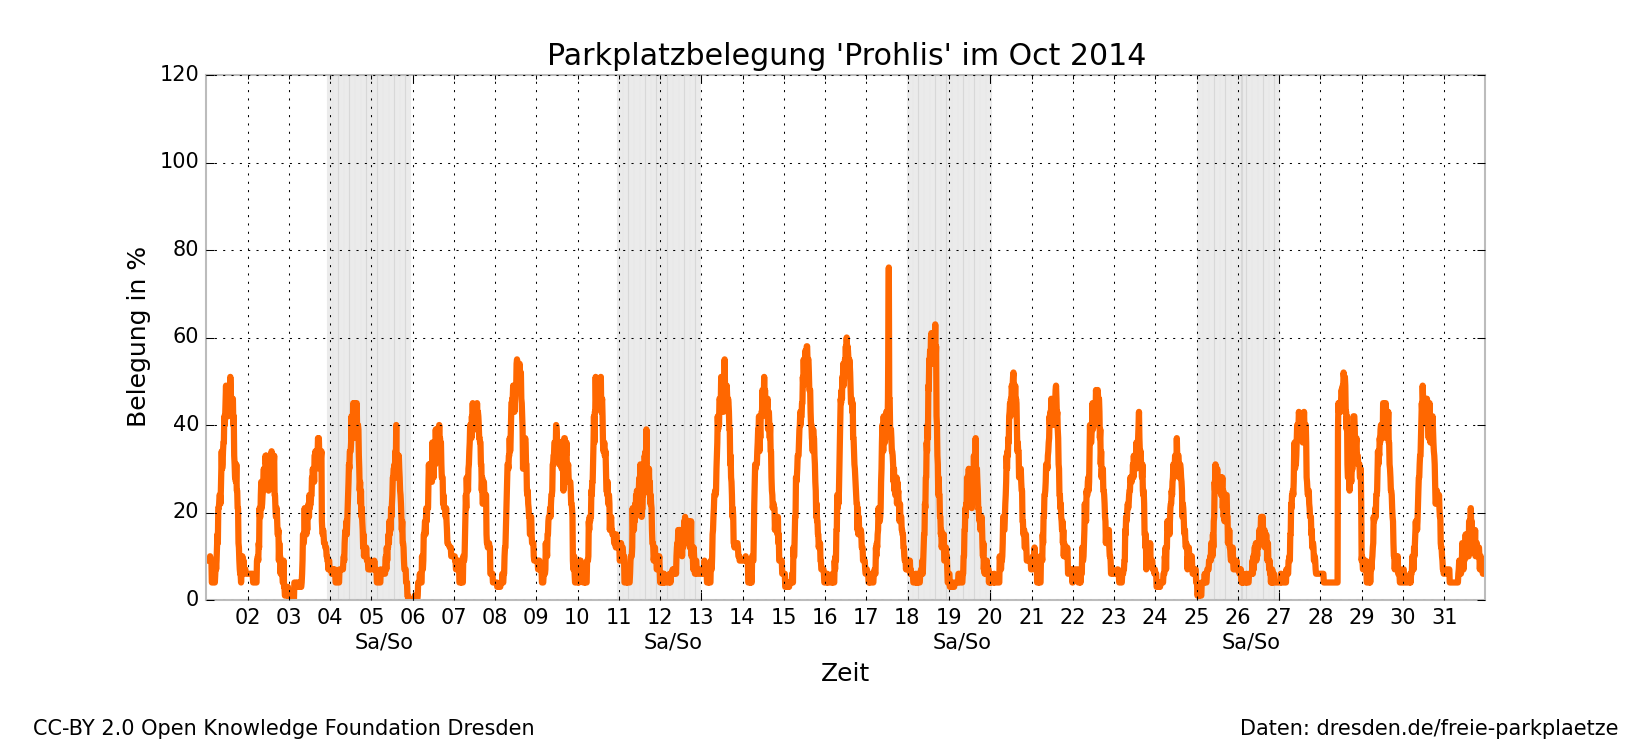 Parkplatzbelegung 'Prohlis' im Oct 2014
120
100
80
60
40
20
0
Belegung in %
02 03 04 05 06 07 08 09 10 11 12 13 14 15 16 17 18 19 20 21 22 23 24 25 26 27 28 29 30 31
Sa/So Sa/So Sa/So Sa/So
Zeit
CC-BY 2.0 Open Knowledge Foundation Dresden
Daten: dresden.de/freie-parkplaetze